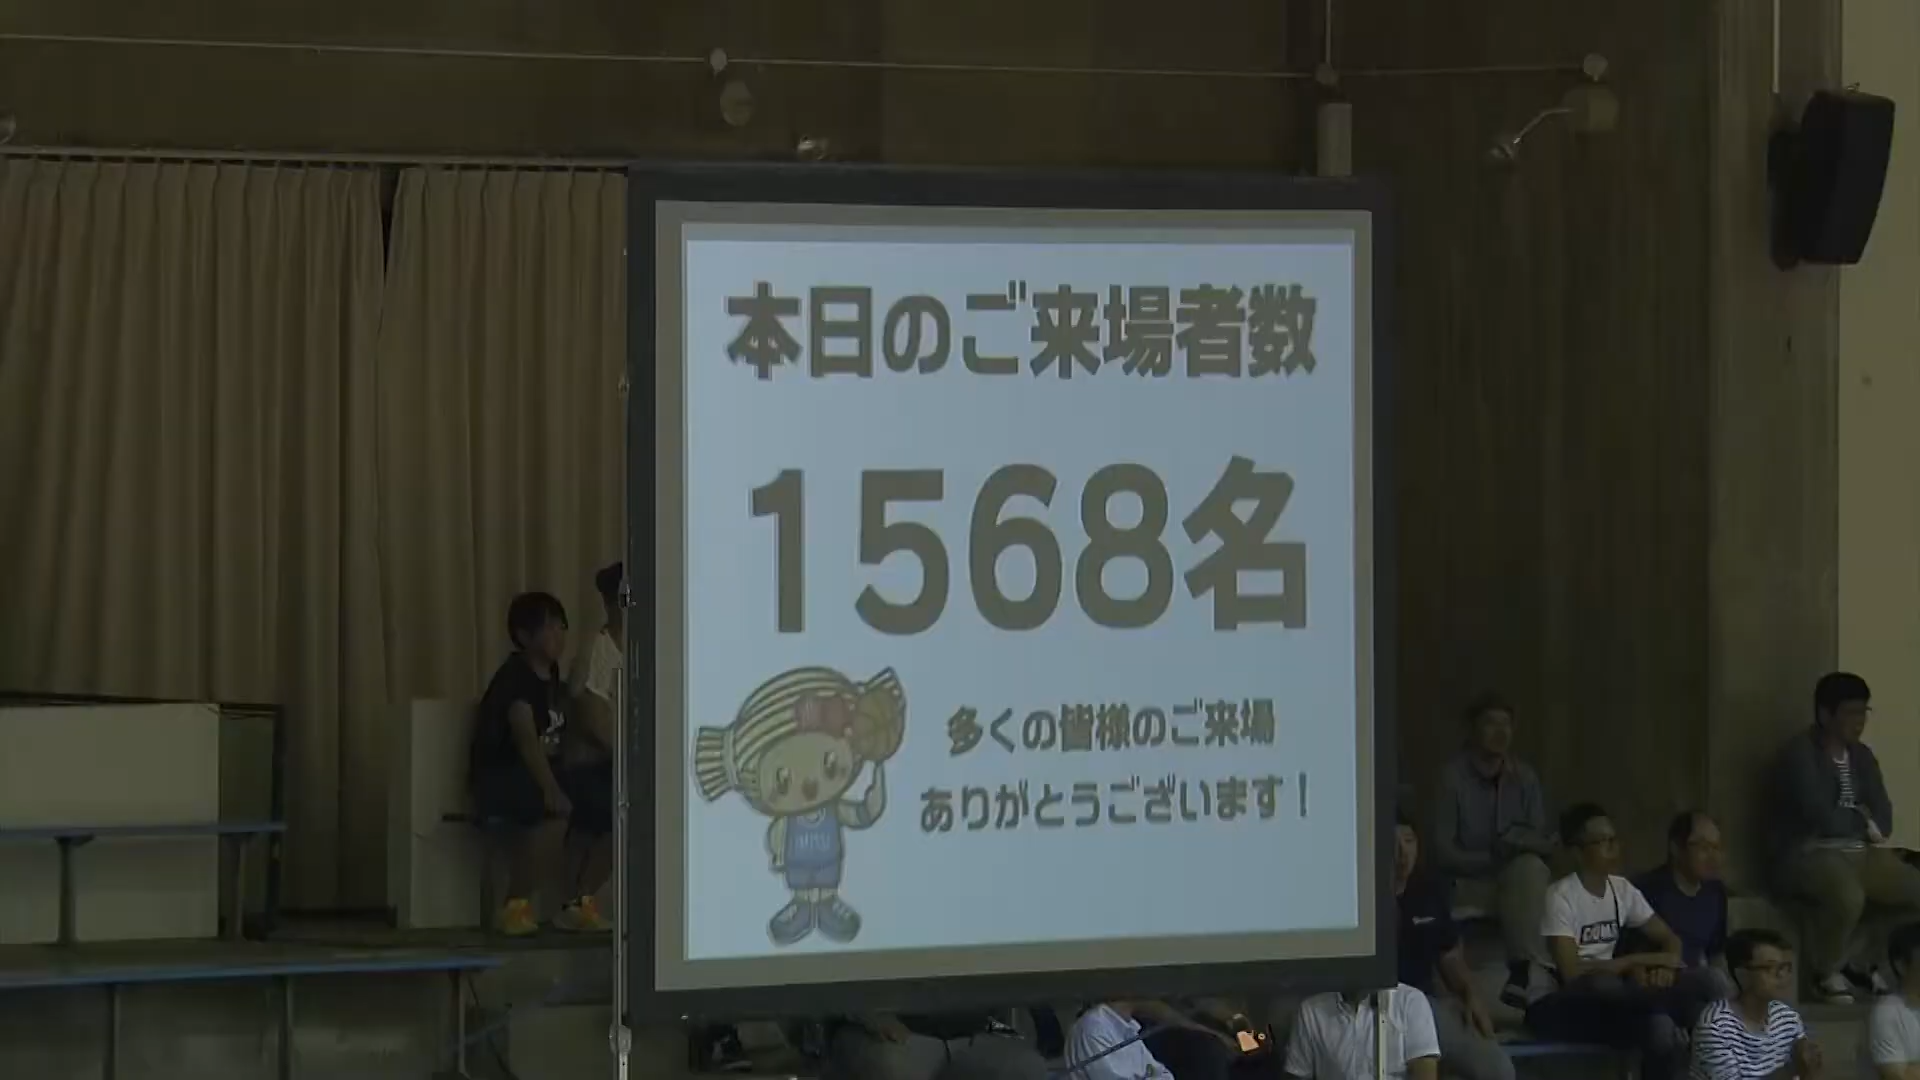 本日のご来場者数
1568名
多くの皆様のご来場
ありがとうございます！